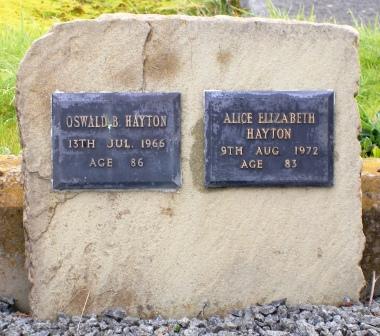 OSWALD B. HAYTON
13TH JUL. 1966
AGE 86
ALICE ELIZABETH
HAYTON
9TH AUG 1972
AGE 83